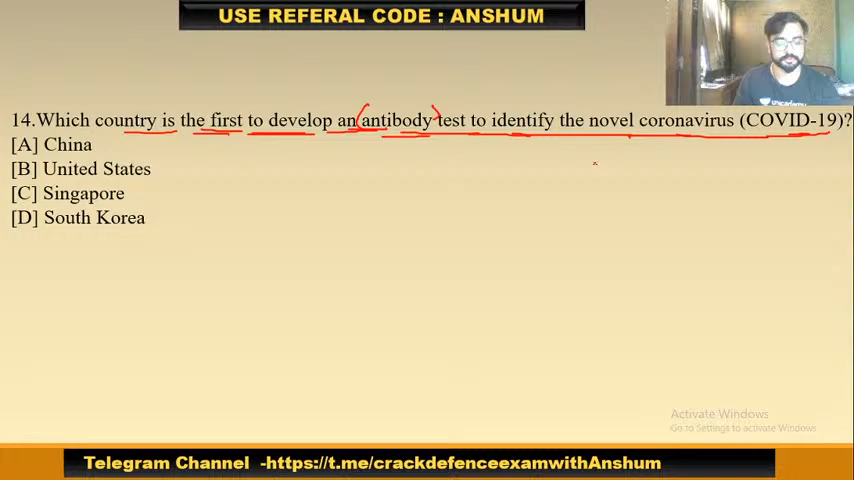 USE REFERAL CODE : ANSHUM
unacademy
14.Which country is the first to develop an antibody test to identify the novel coronavirus (COVID-19)?
[A] China
[B] United States
[C] Singapore
[D] South Korea
Activate Windows
Go to Settings to activate Windows.
Telegram Channel -https://t.me/crackdefenceexamwithAnshum